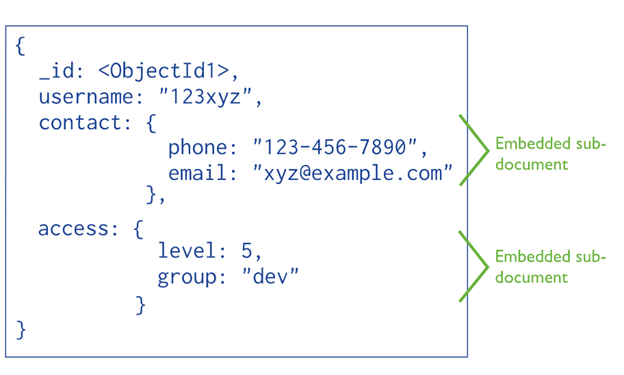 {
_id: <ObjectId1>,
username: "123xyz",
contact: {
phone: "123-456-7890",
email: "xyz@example.com"
},
access: {
level: 5,
group: "dev"
}
}
Embedded sub-
document
Embedded sub-
document